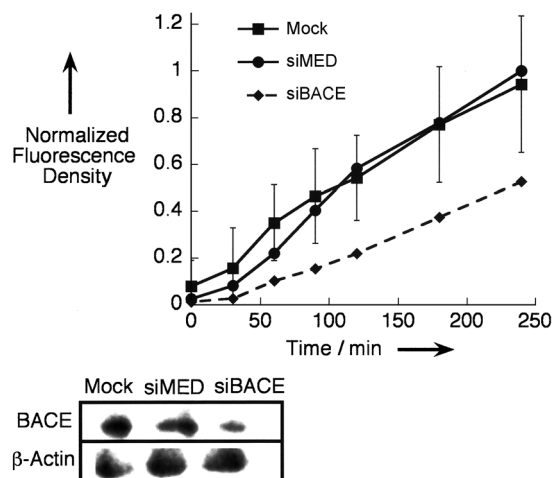 1.2
1
0.8
0.6
0.4
0.2
0
Mock
siMED
siBACE
Normalized
Fluorescence
Density
0 50 100 150 200 250
Time / min
Mock siMED siBACE
BACE
β-Actin